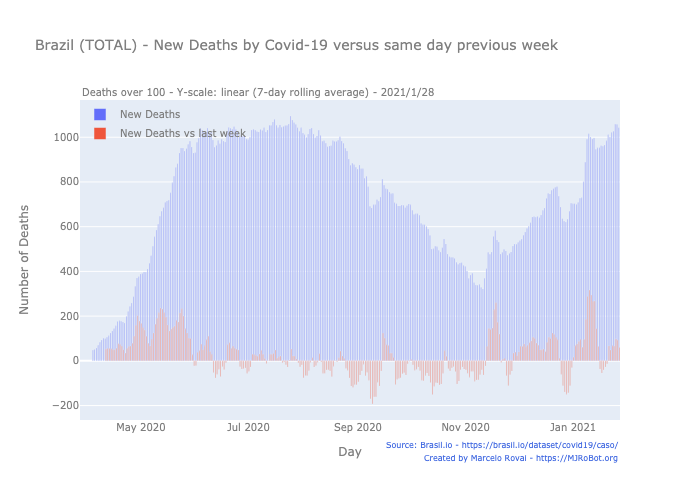 Brazil (TOTAL) - New Deaths by Covid-19 versus same day previous week
Deaths over 100 - Y-scale: linear (7-day rolling average) - 2021/1/28
New Deaths
New Deaths vs last week
Number of Deaths
1000
800
600
400
200
0
−200
May 2020
Jul 2020
Sep 2020
Nov 2020
Jan 2021
Day
Source: Brasil.io - https://brasil.io/dataset/covid19/caso/
Created by Marcelo Rovai - https://MJRoBot.org